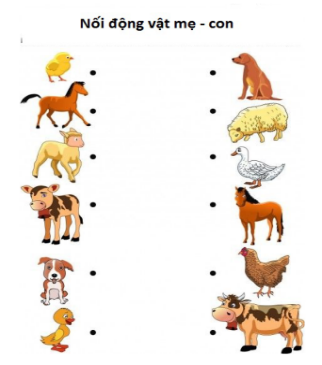 Nối động vật mẹ - con